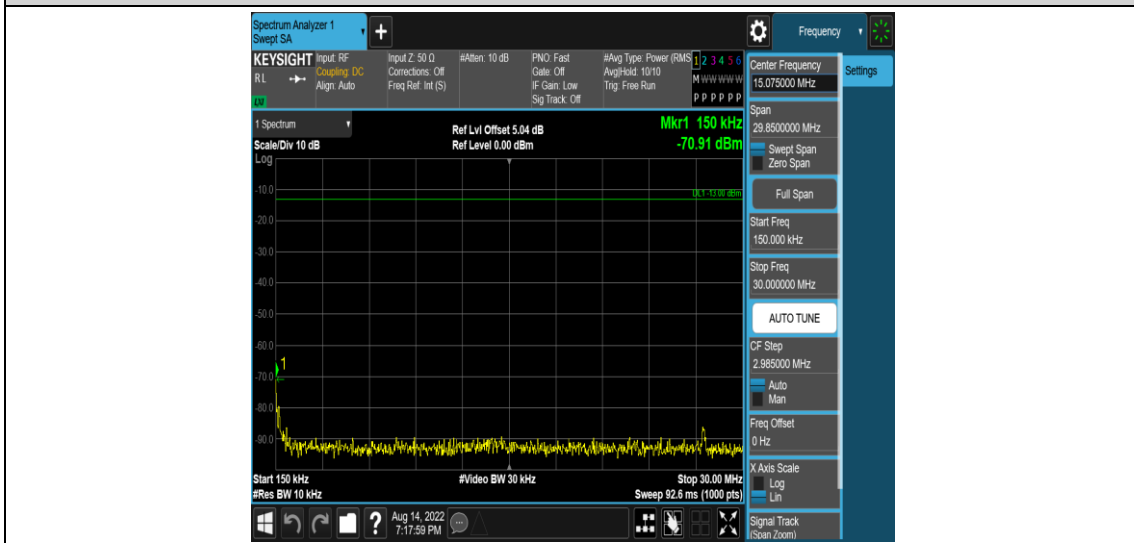 Spectrum Analyzer 1
Swept SA
+
Frequency
KEYSIGHT
RL
LXI
Input: RF
Coupling: DC
Align: Auto
Input Z: 50 Ω
Corrections: Off
Freq Ref: Int (S)
#Atten: 10 dB
PNO: Fast
Gate: Off
IF Gain: Low
Sig Track: Off
#Avg Type: Power (RMS
Avg|Hold: 10/10
Trig: Free Run
1 2 3 4 5 6
M W W W W W
P P P P P P
1 Spectrum
Scale/Div 10 dB
Log
Ref Lvl Offset 5.04 dB
Ref Level 0.00 dBm
Mkr1 150 kHz
-70.91 dBm
DL1 -13.00 dBm
-10.0
-20.0
-30.0
-40.0
-50.0
-60.0
1
-70.0
-80.0
-90.0
Start 150 kHz
#Video BW 30 kHz
Stop 30.00 MHz
#Res BW 10 kHz
Sweep 92.6 ms (1000 pts)
Center Frequency
15.075000 MHz
Settings
Span
29.8500000 MHz
Swept Span
Zero Span
Full Span
Start Freq
150.000 kHz
Stop Freq
30.000000 MHz
AUTO TUNE
CF Step
2.985000 MHz
Auto
Man
Freq Offset
0 Hz
X Axis Scale
Log
Lin
Signal Track
(Span Zoom)
?
Aug 14, 2022
7:17:59 PM